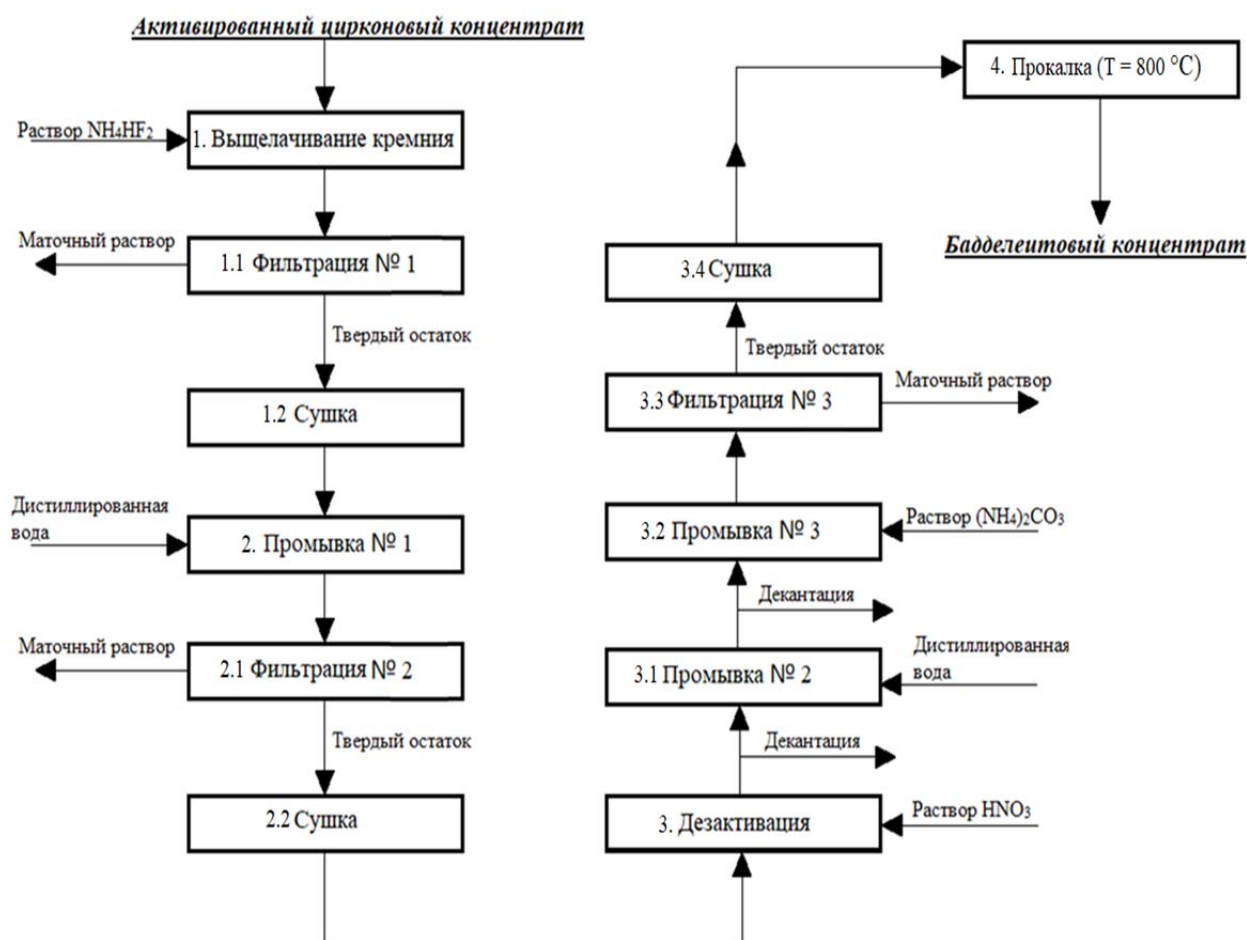 Активированный цирконовый концентрат
Раствор NH₄HF₂
1. Выщелачивание кремния
Маточный раствор
1.1 Фильтрация № 1
Твердый остаток
1.2 Сушка
Дистиллированная
вода
2. Промывка № 1
Маточный раствор
2.1 Фильтрация № 2
Твердый остаток
2.2 Сушка
4. Прокалка (T = 800 °C)
Бадделеитовый концентрат
3.4 Сушка
Твердый остаток
Маточный раствор
3.3 Фильтрация № 3
Раствор (NH₄)₂CO₃
3.2 Промывка № 3
Декантация
Дистиллированная
вода
3.1 Промывка № 2
Декантация
Раствор HNO₃
3. Дезактивация